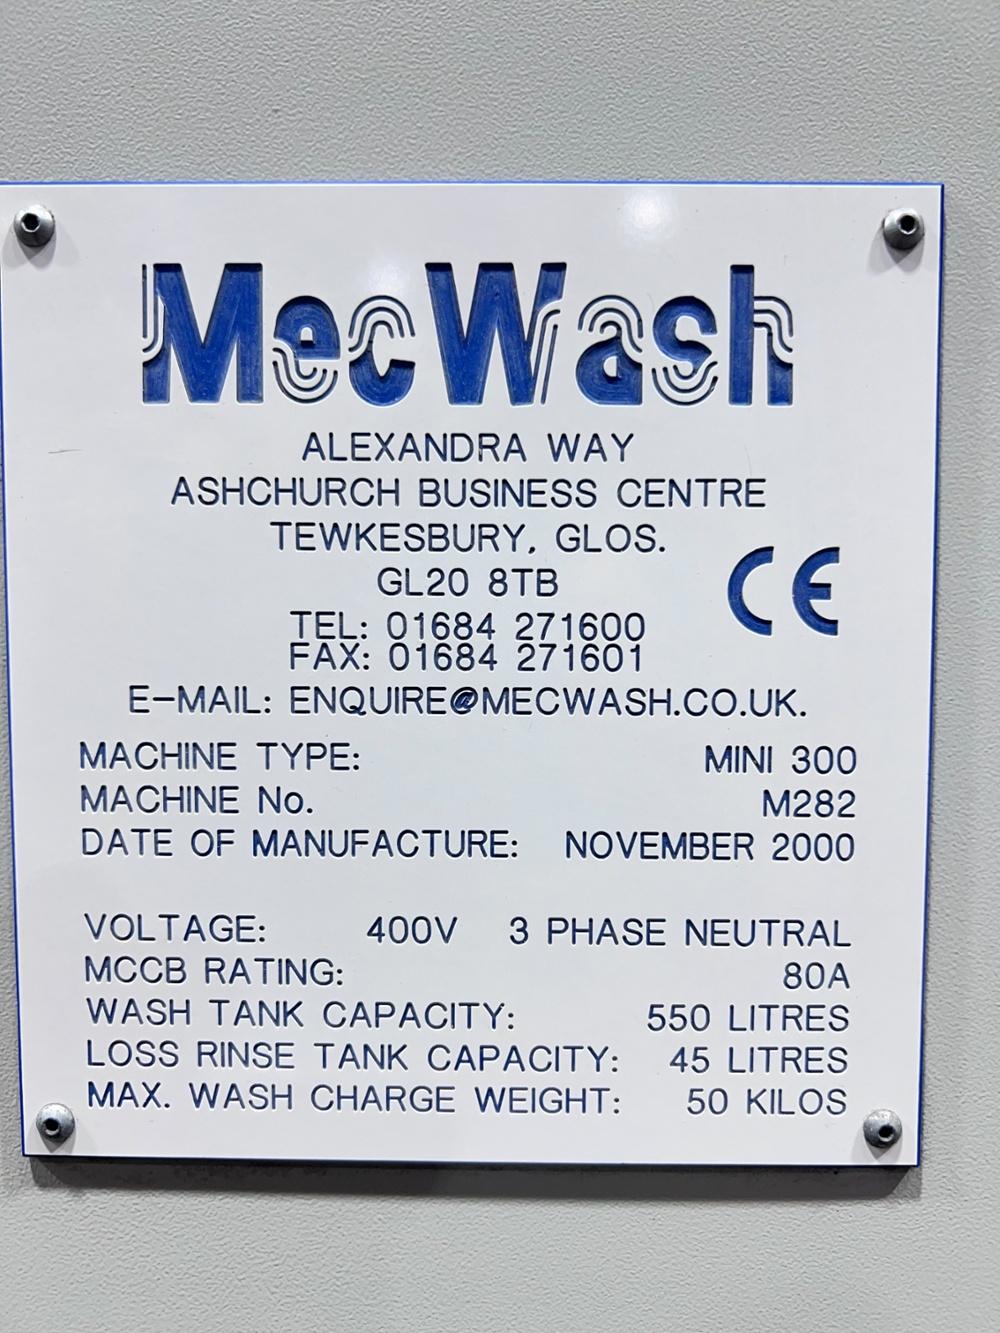 MecWash
ALEXANDRA WAY
ASHCHURCH BUSINESS CENTRE
TEWKESBURY, GLOS.
GL20 8TB
CE
TEL: 01684 271600
FAX: 01684 271601
E-MAIL: ENQUIRE@MECWASH.CO.UK.
MACHINE TYPE: MINI 300
MACHINE No. M282
DATE OF MANUFACTURE: NOVEMBER 2000
VOLTAGE: 400V 3 PHASE NEUTRAL
MCCB RATING: 80A
WASH TANK CAPACITY: 550 LITRES
LOSS RINSE TANK CAPACITY: 45 LITRES
MAX. WASH CHARGE WEIGHT: 50 KILOS